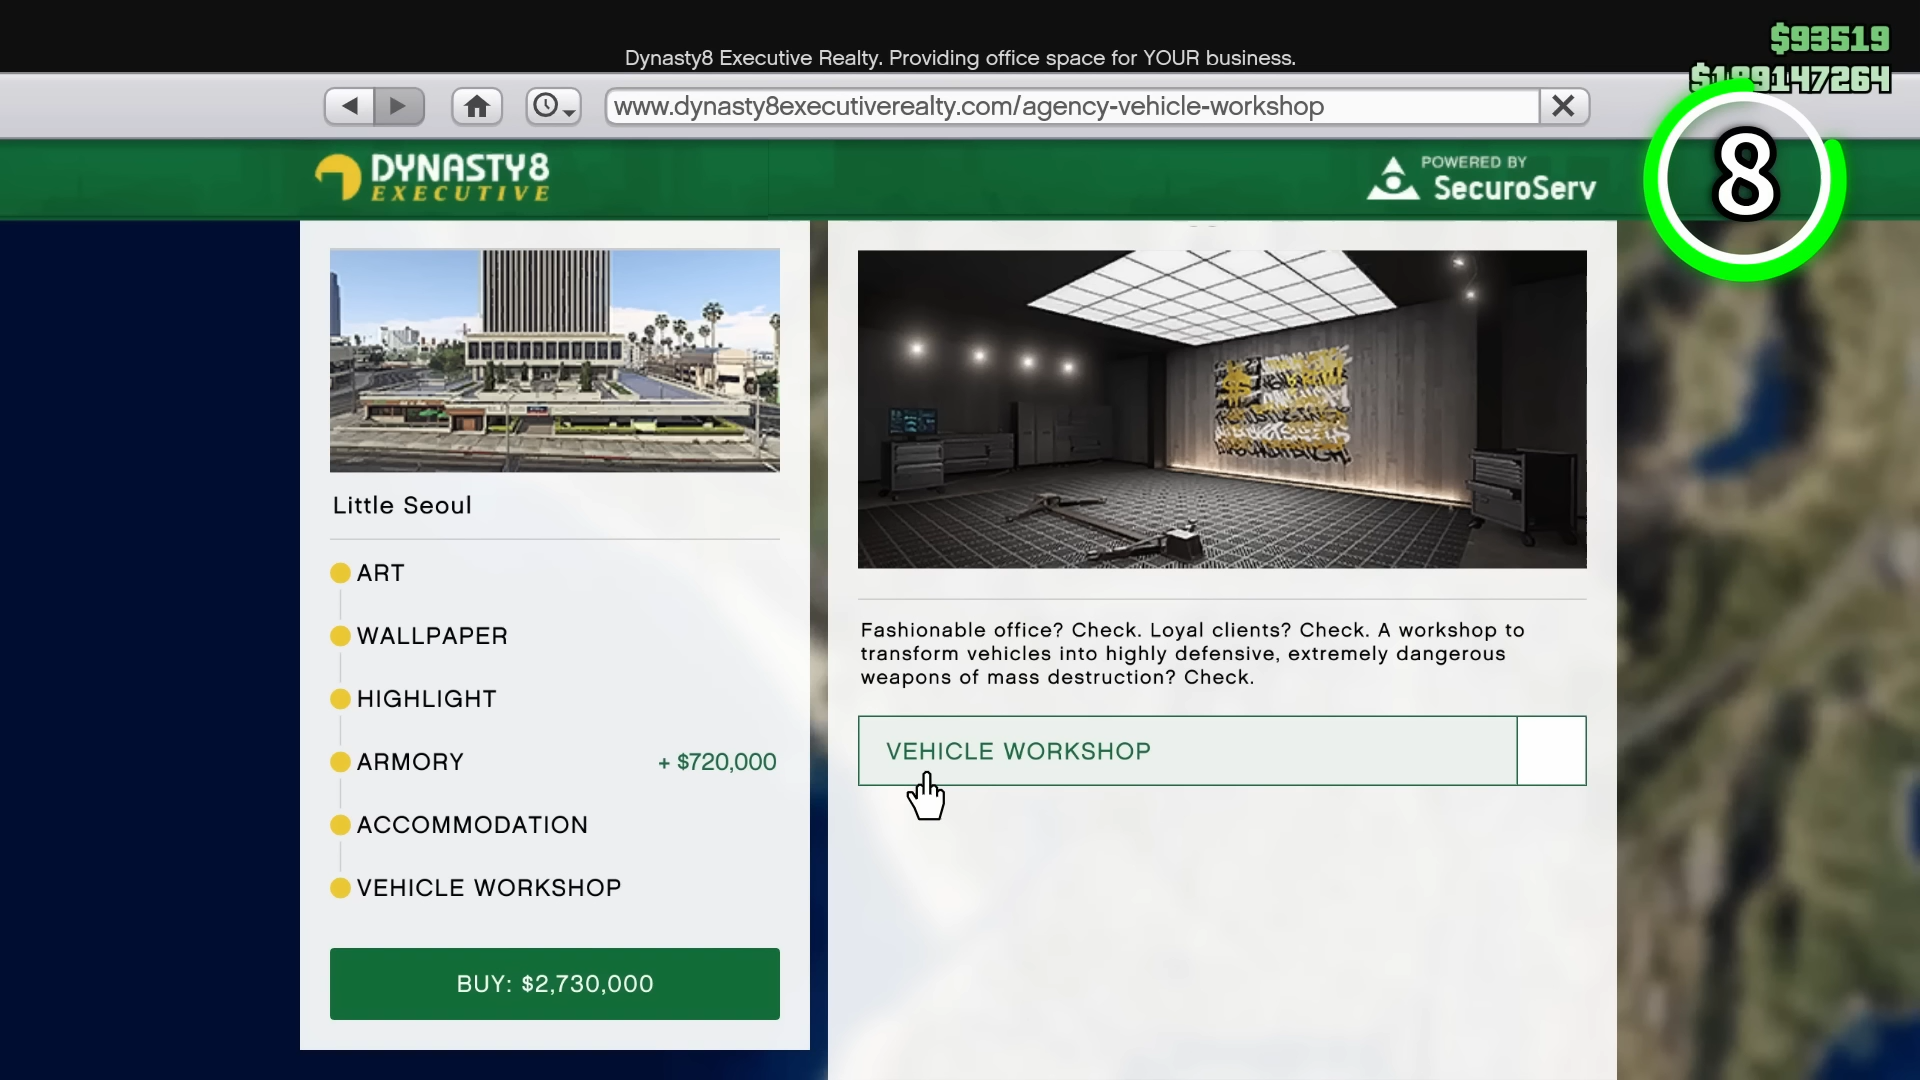 $93519
Dynasty8 Executive Realty. Providing office space for YOUR business.
www.dynasty8executiverealty.com/agency-vehicle-workshop
8
DYNASTY8
EXECUTIVE
POWERED BY
SecuroServ
Little Seoul
ART
WALLPAPER
HIGHLIGHT
ARMORY + $720,000
ACCOMMODATION
VEHICLE WORKSHOP
BUY: $2,730,000
Fashionable office? Check. Loyal clients? Check. A workshop to
transform vehicles into highly defensive, extremely dangerous
weapons of mass destruction? Check.
VEHICLE WORKSHOP